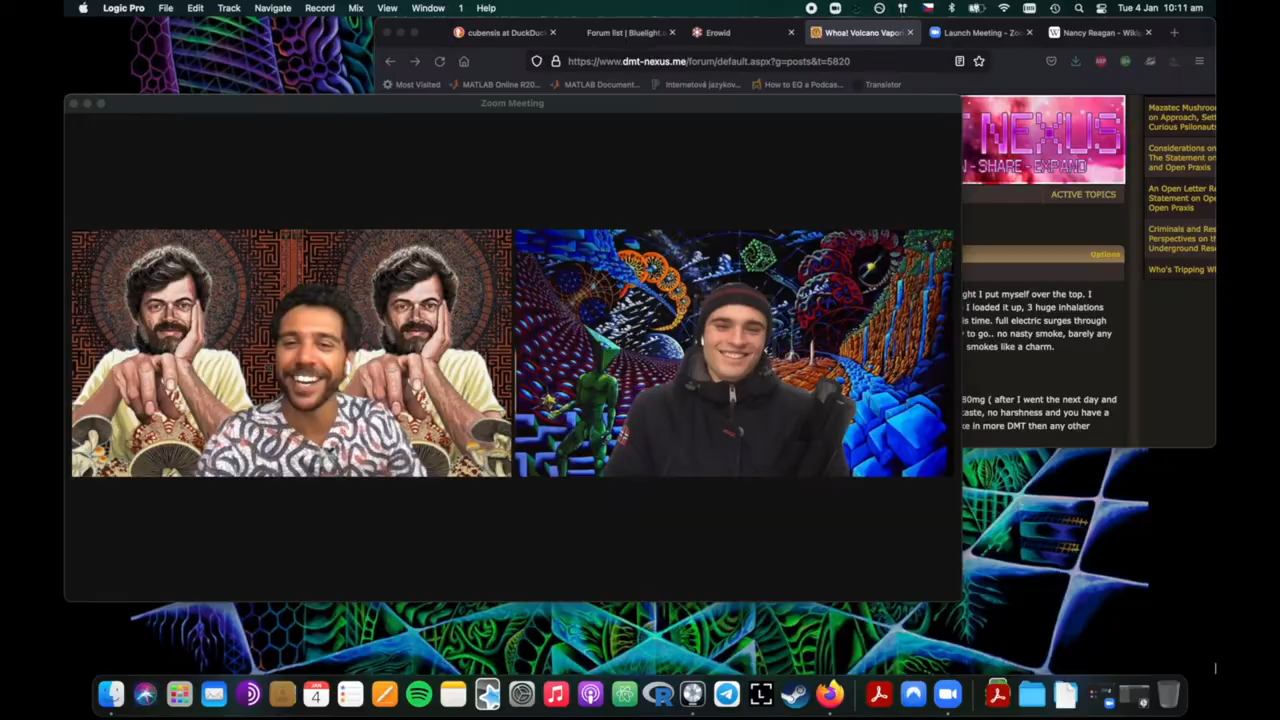 Logic Pro File Edit Track Navigate Record Mix View Window 1 Help Tue 4 Jan 10:11 am
cubensis at DuckDuc Forum list | Bluelight. Erowid Whoa! Volcano Vapor Launch Meeting - Zoo Nancy Reagan - Wiki
https://www.dmt-nexus.me/forum/default.aspx?g=posts&t=5820
Most Visited MATLAB Online R20... MATLAB Document... Internetové jazykov... How to EQ a Podcas... Translator
Zoom Meeting
NEXUS
- SHARE - EXPAND
ACTIVE TOPICS
Options
ght I put myself over the top. I
I loaded it up, 3 huge inhalations
is time. full electric surges through
to go.. no nasty smoke, barely any
smokes like a charm.
80mg ( after I went the next day and
taste, no harshness and you have a
ke in more DMT then any other
Mazatec Mushroo
on Approach, Set
Curious Psilonaut
Considerations on
The Statement on
and Open Praxis
An Open Letter Re
Statement on Ope
Open Praxis
Criminals and Res
Perspectives on th
Underground Rese
Who's Tripping W
JAN
4